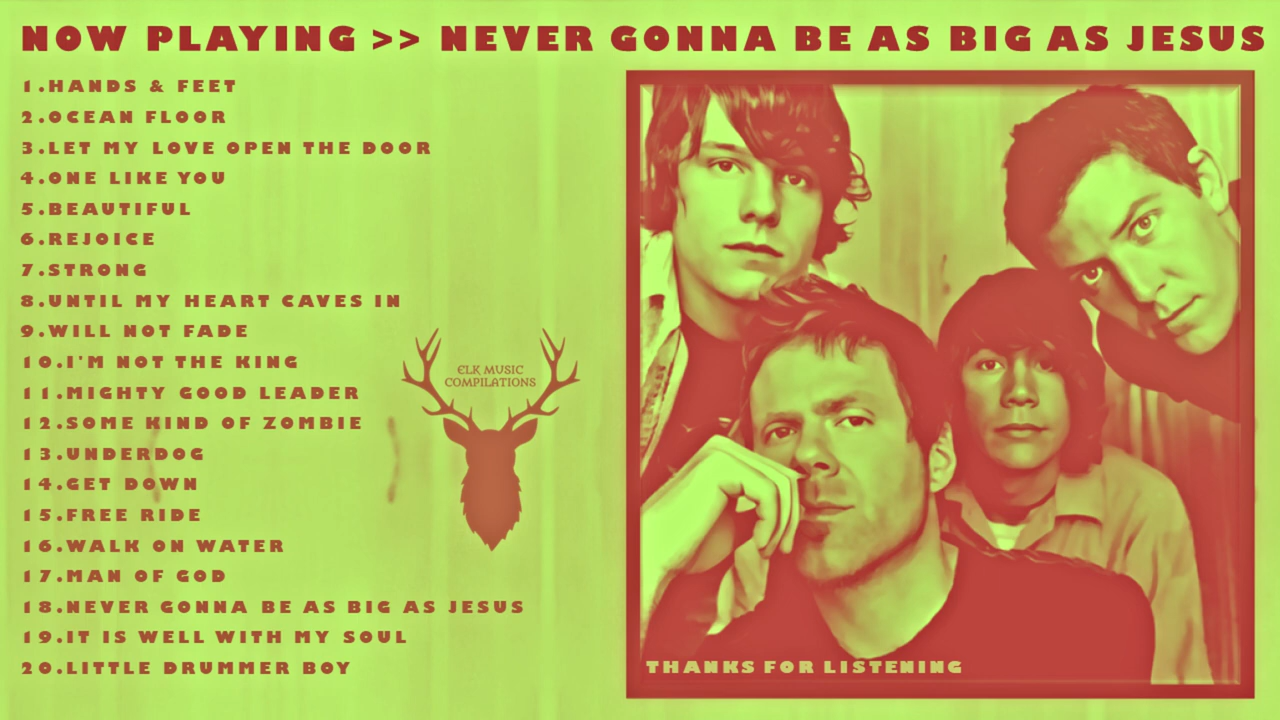 NOW PLAYING >> NEVER GONNA BE AS BIG AS JESUS
1.HANDS & FEET
2.OCEAN FLOOR
3.LET MY LOVE OPEN THE DOOR
4.ONE LIKE YOU
5.BEAUTIFUL
6.REJOICE
7.STRONG
8.UNTIL MY HEART CAVES IN
9.WILL NOT FADE
10.I'M NOT THE KING
11.MIGHTY GOOD LEADER
12.SOME KIND OF ZOMBIE
13.UNDERDOG
14.GET DOWN
15.FREE RIDE
16.WALK ON WATER
17.MAN OF GOD
18.NEVER GONNA BE AS BIG AS JESUS
19.IT IS WELL WITH MY SOUL
20.LITTLE DRUMMER BOY
ELK MUSIC
COMPILATIONS
THANKS FOR LISTENING